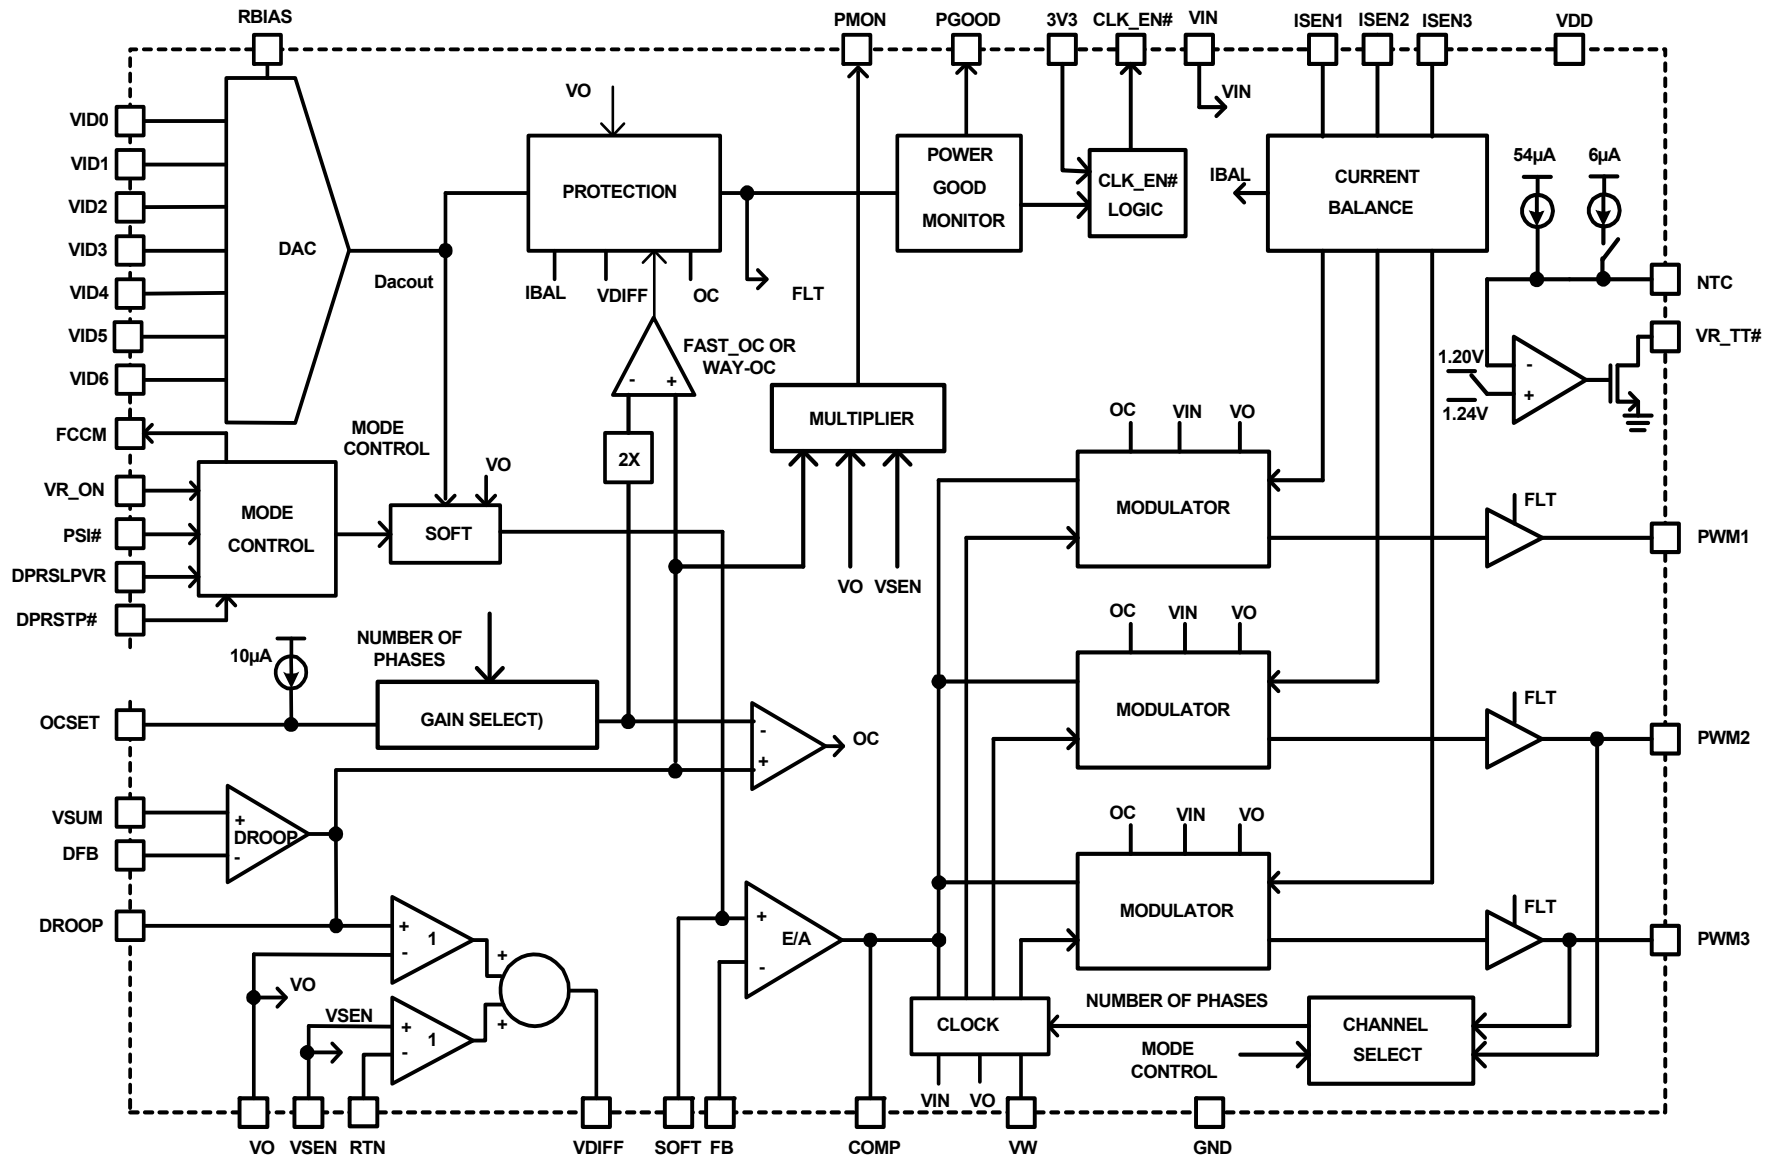 RBIAS
PMON
PGOOD
3V3
CLK_EN#
VIN
ISEN1
ISEN2
ISEN3
VDD
VID0
VID1
VID2
VID3
VID4
VID5
VID6
DAC
Dacout
VO
PROTECTION
IBAL
VDIFF
OC
FLT
FAST_OC OR
WAY-OC
-
+
2X
POWER
GOOD
MONITOR
CLK_EN#
LOGIC
VIN
IBAL
CURRENT
BALANCE
54µA
6µA
NTC
VR_TT#
1.20V
1.24V
-
+
FCCM
VR_ON
PSI#
DPRSLPVR
DPRSTP#
MODE
CONTROL
MODE
CONTROL
VO
SOFT
MULTIPLIER
VO
VSEN
OC
VIN
VO
MODULATOR
FLT
PWM1
10µA
NUMBER OF
PHASES
OCSET
GAIN SELECT)
-
+
OC
OC
VIN
VO
MODULATOR
FLT
PWM2
VSUM
DFB
+
DROOP
-
DROOP
OC
VIN
VO
MODULATOR
FLT
PWM3
+
1
-
+
VO
VSEN
+
1
-
+
+
E/A
-
CLOCK
VIN
VO
NUMBER OF PHASES
MODE
CONTROL
CHANNEL
SELECT
VO
VSEN
RTN
VDIFF
SOFT
FB
COMP
VW
GND